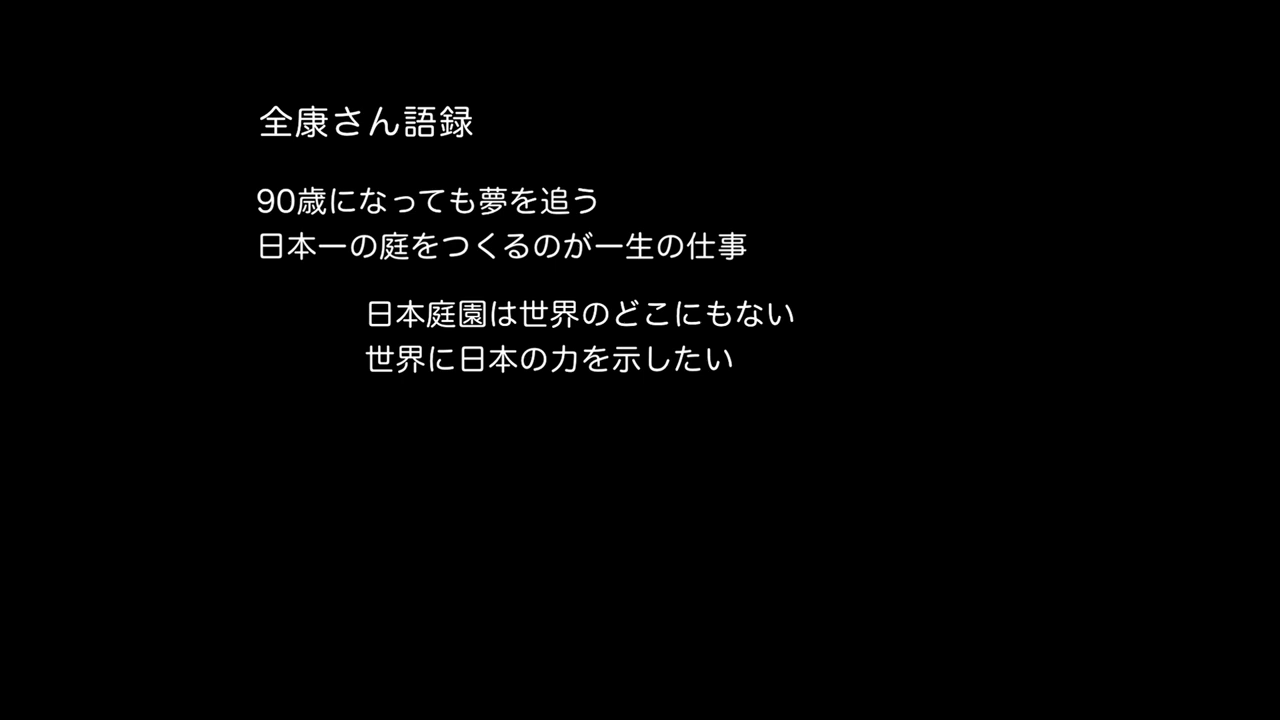 全康さん語録
90歳になっても夢を追う
日本一の庭をつくるのが一生の仕事
日本庭園は世界のどこにもない
世界に日本の力を示したい